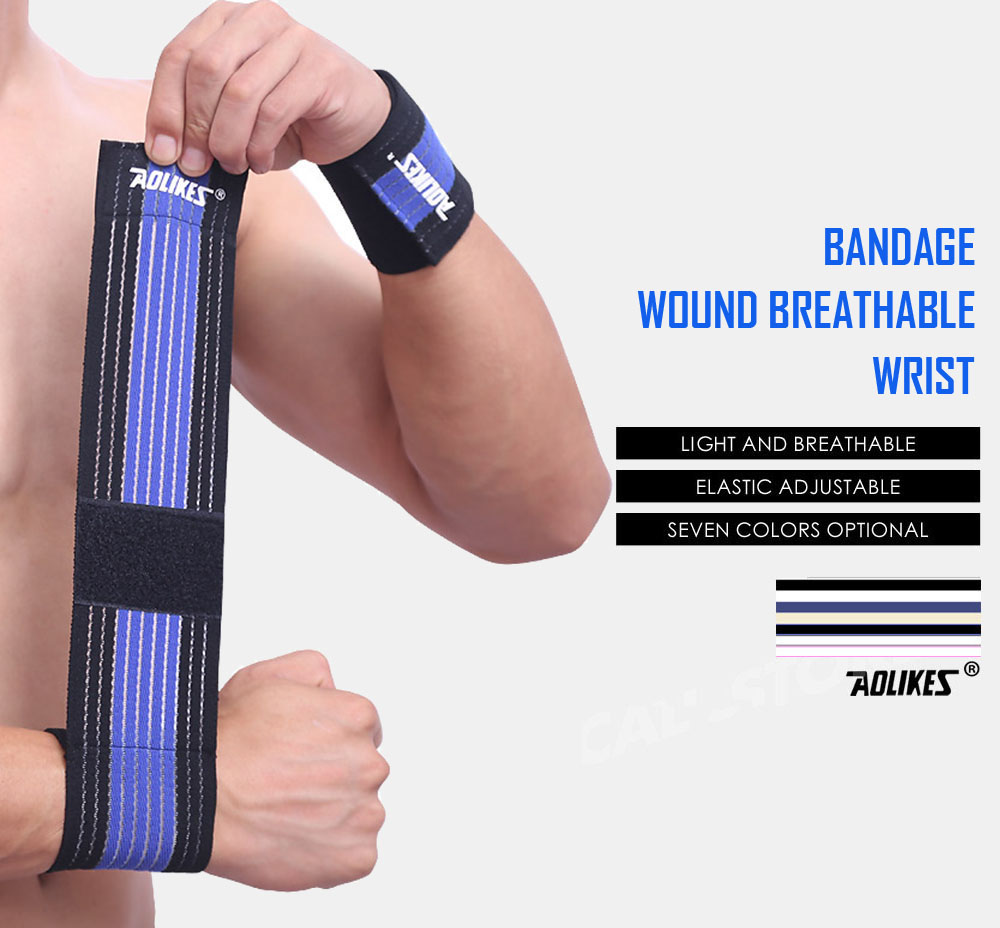 AOLIKES®
AOLIKES
BANDAGE
WOUND BREATHABLE
WRIST
LIGHT AND BREATHABLE
ELASTIC ADJUSTABLE
SEVEN COLORS OPTIONAL
AOLIKES®